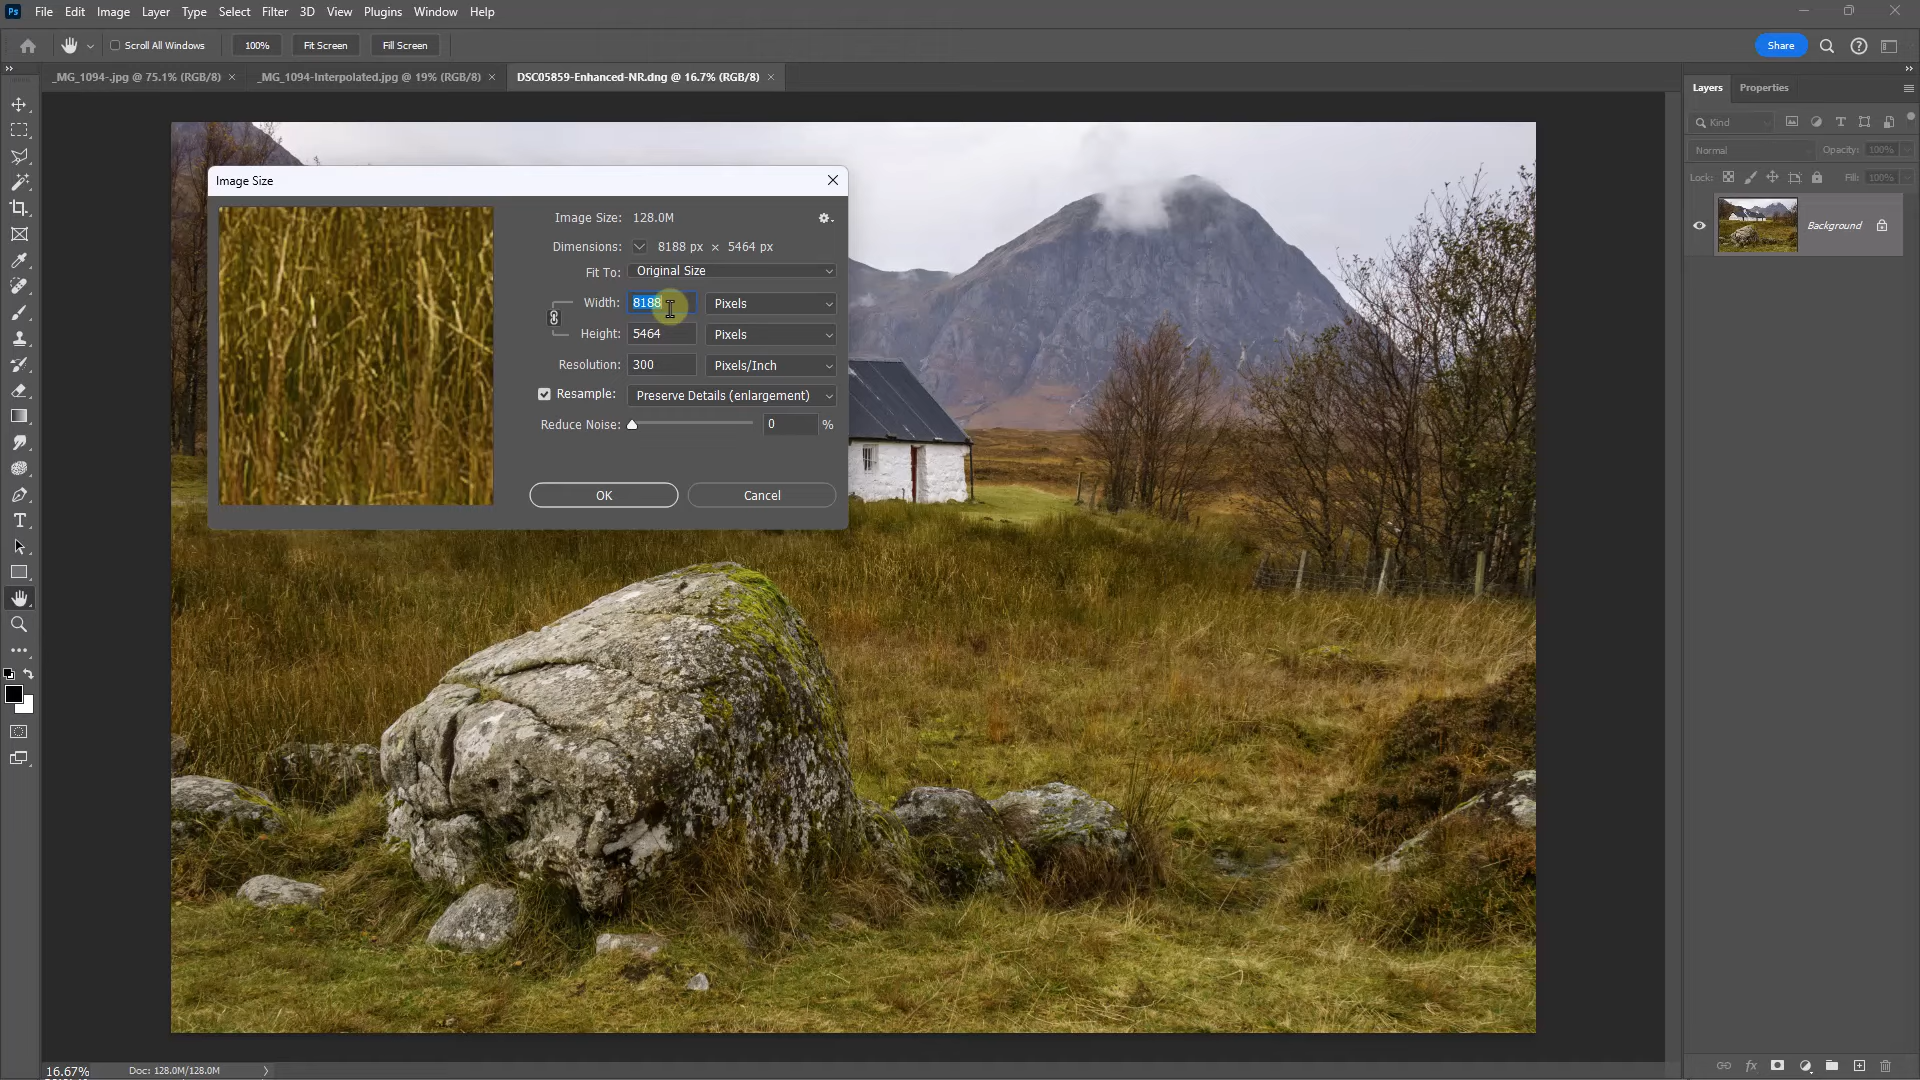 Ps File Edit Image Layer Type Select Filter 3D View Plugins Window Help
Scroll All Windows 100% Fit Screen Fill Screen Share
_MG_1094-.jpg @ 75.1% (RGB/8) × _MG_1094-Interpolated.jpg @ 19% (RGB/8) × DSC05859-Enhanced-NR.dng @ 16.7% (RGB/8) ×
Layers Properties
Kind
Normal Opacity: 100%
Lock: Fill: 100%
Background
Image Size
Image Size: 128.0M
Dimensions: 8188 px × 5464 px
Fit To: Original Size
Width: 8188 Pixels
Height: 5464 Pixels
Resolution: 300 Pixels/Inch
Resample: Preserve Details (enlargement)
Reduce Noise: 0 %
OK Cancel
16.67% Doc: 128.0M/128.0M